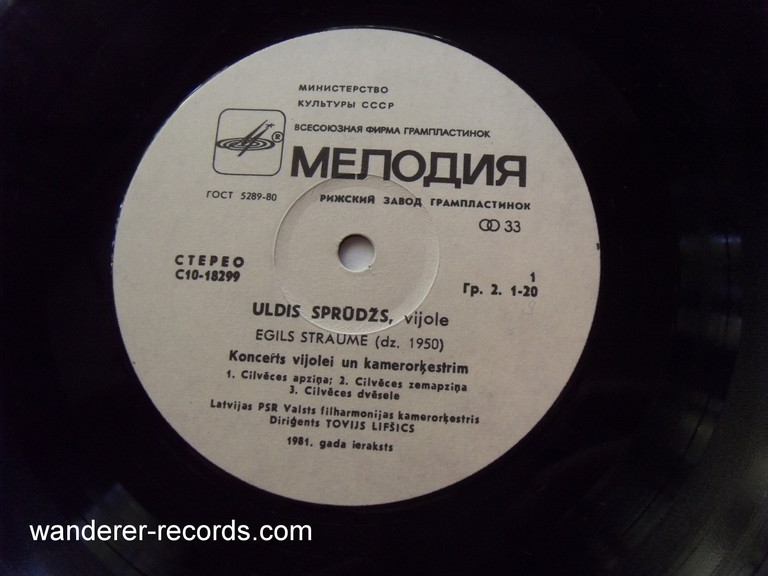 МИНИСТЕРСТВО
КУЛЬТУРЫ СССР
ВСЕСОЮЗНАЯ ФИРМА ГРАМПЛАСТИНОК
®
МЕЛОДИЯ
ГОСТ 5289-80
РИЖСКИЙ ЗАВОД ГРАМПЛАСТИНОК
33
СТЕРЕО
С10-18299
1
Гр. 2. 1-20
ULDIS SPRŪDŽS, vijole
EGILS STRAUME (dz. 1950)
Koncerts vijolei un kamerorķestrim
1. Cilvēces apziņa; 2. Cilvēces zemapziņa
3. Cilvēces dvēsele
Latvijas PSR Valsts filharmonijas kamerorķestris
Diriģents TOVIJS LIFŠICS
1981. gada ieraksts
wanderer-records.com